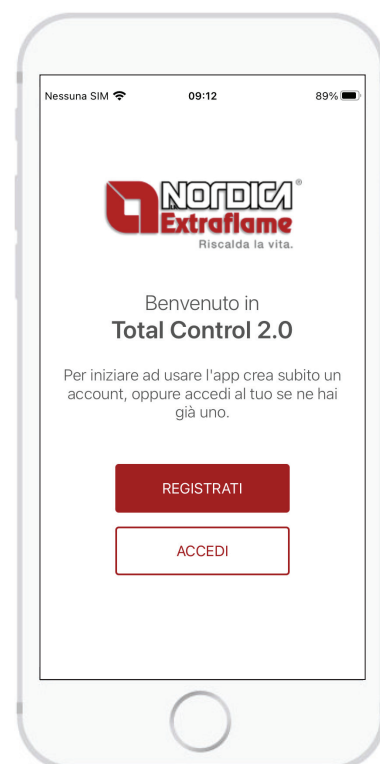 Nessuna SIM 09:12 89%
LA NORDICA ®
Extraflame
Riscalda la vita.
Benvenuto in
Total Control 2.0
Per iniziare ad usare l'app crea subito un
account, oppure accedi al tuo se ne hai
già uno.
REGISTRATI
ACCEDI